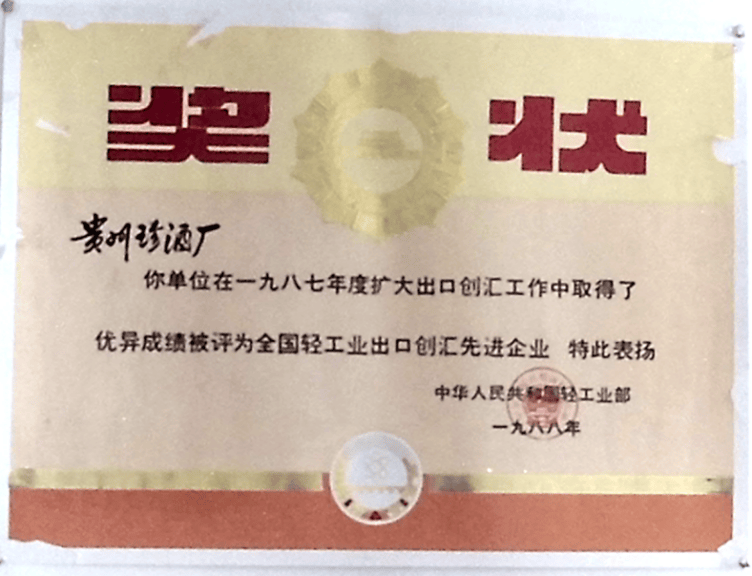 奖状
贵州珍酒厂
你单位在一九八七年度扩大出口创汇工作中取得了
优异成绩被评为全国轻工业出口创汇先进企业 特此表扬
中华人民共和国轻工业部
一九八八年